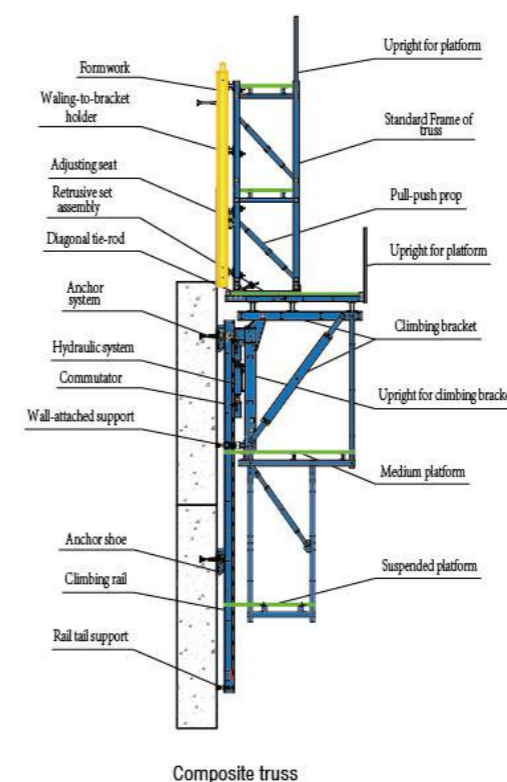 Formwork
Waling-to-bracket
holder
Adjusting seat
Retrusive set
assembly
Diagonal tie-rod
Anchor
system
Hydraulic system
Commutator
Wall-attached support
Anchor shoe
Climbing rail
Rail tail support
Upright for platform
Standard Frame of
truss
Pull-push prop
Upright for platform
Climbing bracket
Upright for climbing bracke
Medium platform
Suspended platform
Composite truss